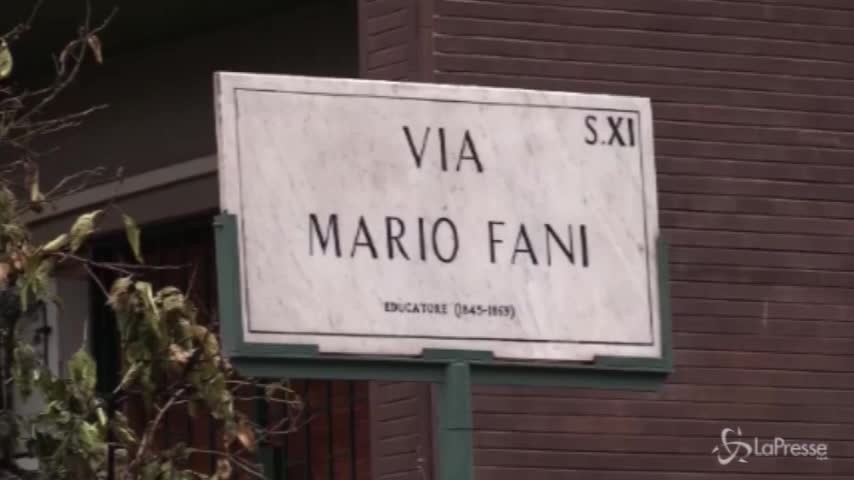 S.XI
VIA
MARIO FANI
EDUCATORE (1845-1869)
LAPRESSE